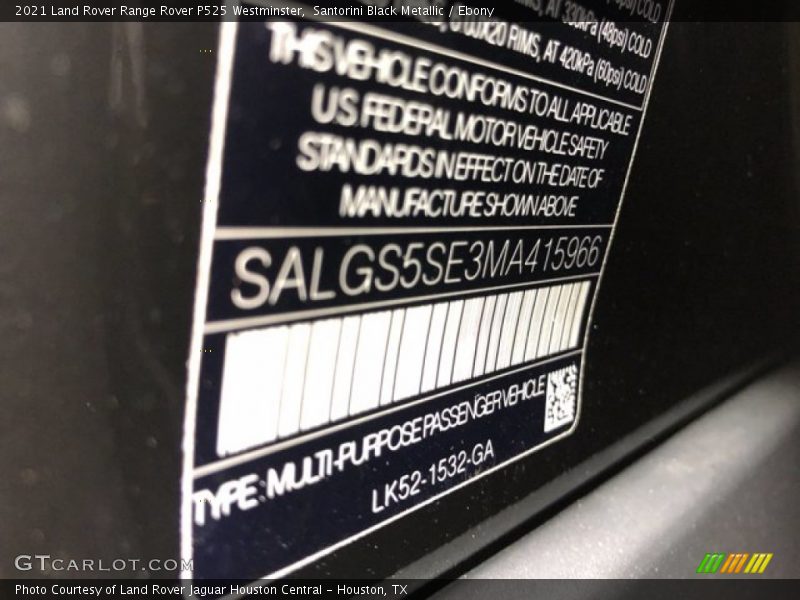 2021 Land Rover Range Rover P525 Westminster, Santorini Black Metallic / Ebony
RIMS, AT 420kPa (60psi) COLD
THIS VEHICLE CONFORMS TO ALL APPLICABLE
US FEDERAL MOTOR VEHICLE SAFETY
STANDARDS IN EFFECT ON THE DATE OF
MANUFACTURE SHOWN ABOVE
SALGS5SE3MA415966
TYPE: MULTI-PURPOSE PASSENGER VEHICLE
LK52-1532-GA
GTCARLOT.COM
Photo Courtesy of Land Rover Jaguar Houston Central - Houston, TX